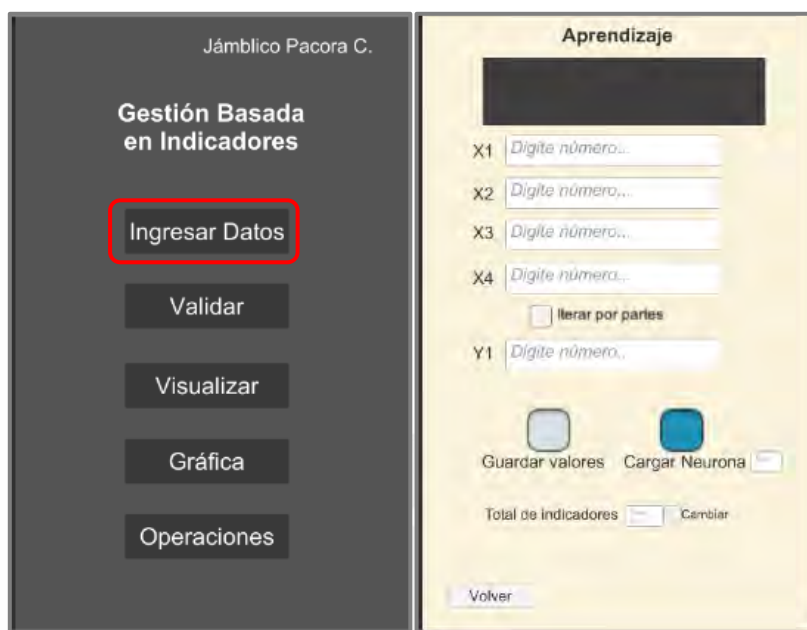 Jámblico Pacora C.
Gestión Basada
en Indicadores
Ingresar Datos
Validar
Visualizar
Gráfica
Operaciones
Aprendizaje
X1 Digite número...
X2 Digite número...
X3 Digite número...
X4 Digite número...
Iterar por partes
Y1 Digite número...
Guardar valores Cargar Neurona
Total de indicadores Cambiar
Volver